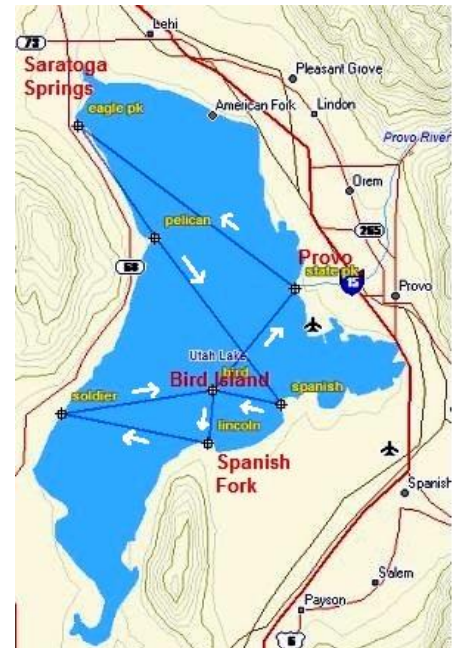 Lehi
73
Saratoga
Springs
Pleasant Grove
eagle pk
American Fork
Lindon
Provo River
Orem
pelican
265
Provo
68
state pk
15
Provo
Utah Lake
bird
Bird Island
soldier
spanish
lincoln
Spanish
Fork
Spanish
Salem
Payson
6